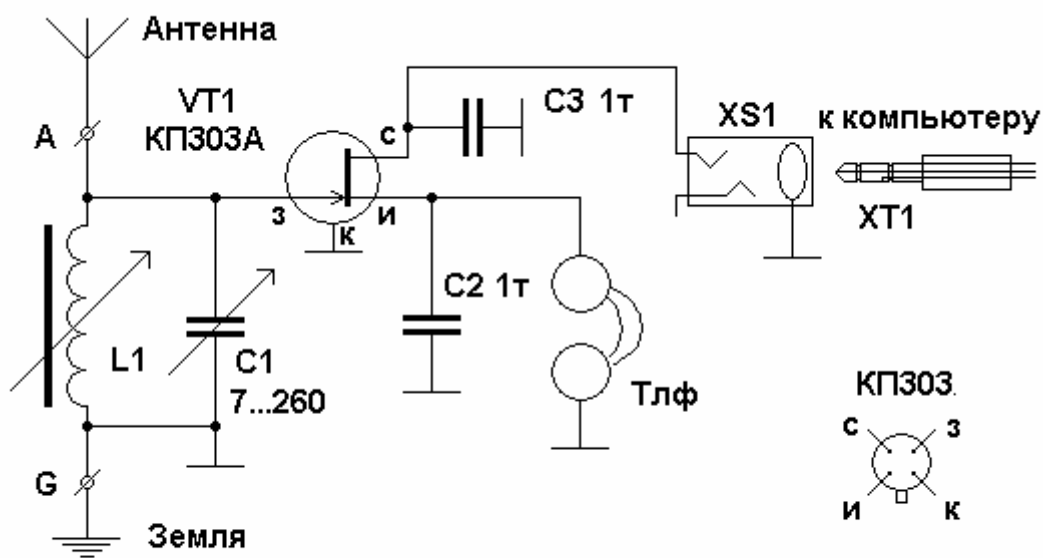 Антенна
A
VT1
КП303А
с
з
и
к
C3 1т
XS1
к компьютеру
XT1
L1
C1
7...260
C2 1т
Тлф
G
Земля
КП303
с
з
и
к